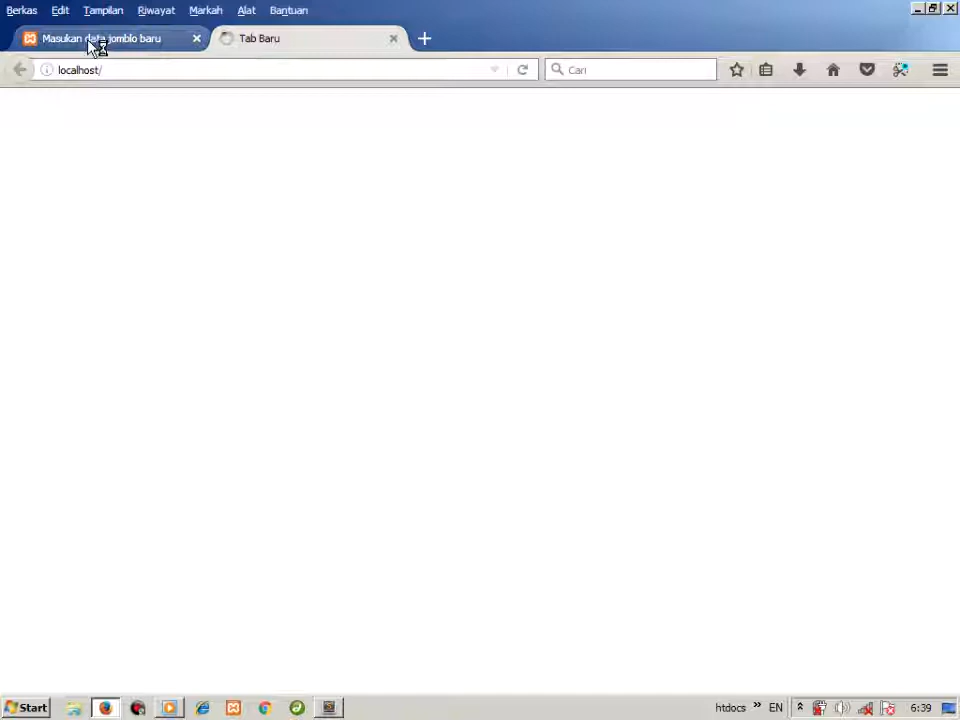 Berkas Edit Tampilan Riwayat Markah Alat Bantuan
Masukan data jomblo baru Tab Baru
localhost/ Cari
Start htdocs » EN 6:39